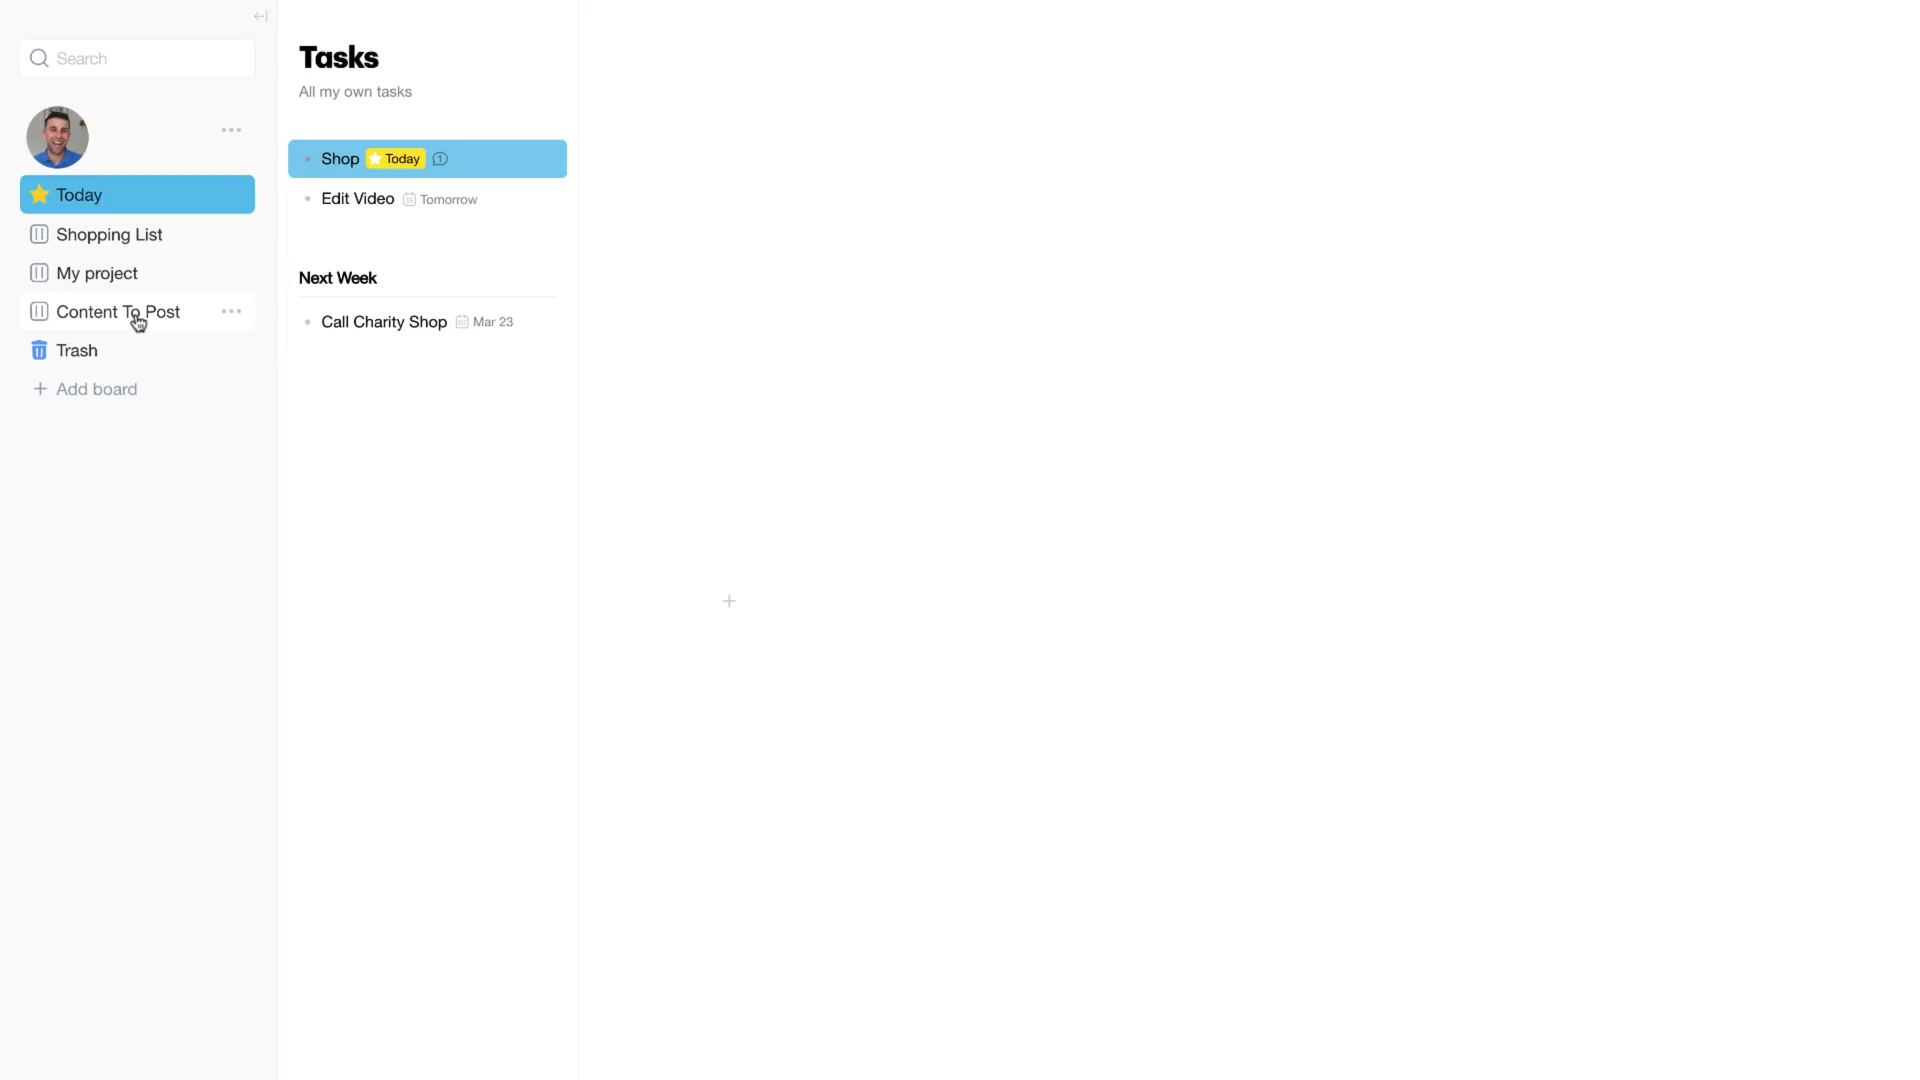 Search
Today
Shopping List
My project
Content To Post
Trash
Add board
Tasks
All my own tasks
Shop Today 1
Edit Video Tomorrow
Next Week
Call Charity Shop Mar 23